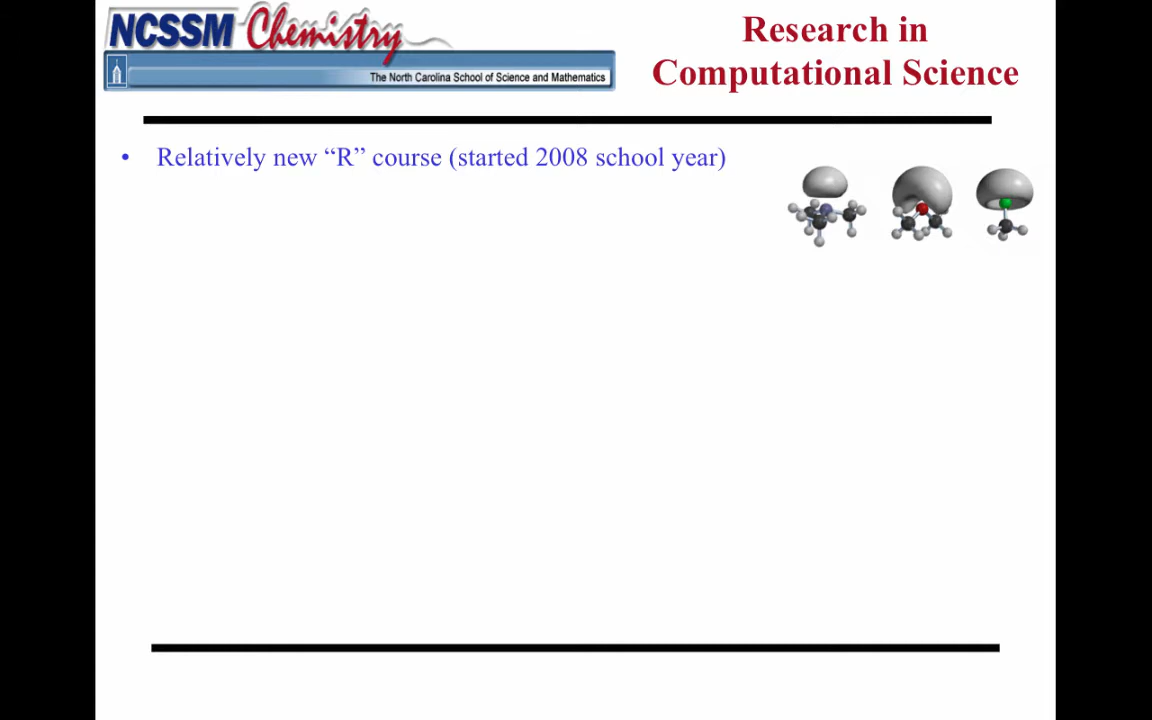 NCSSM Chemistry
The North Carolina School of Science and Mathematics
Research in
Computational Science
• Relatively new “R” course (started 2008 school year)